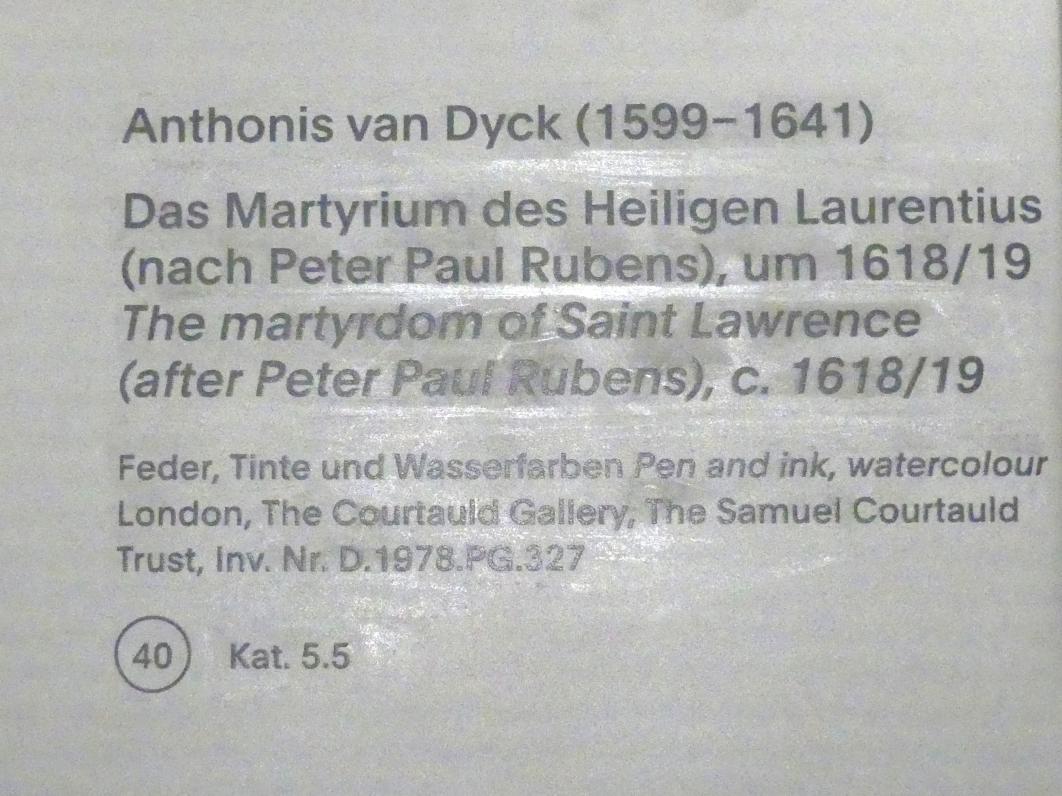 Anthonis van Dyck (1599–1641)
Das Martyrium des Heiligen Laurentius
(nach Peter Paul Rubens), um 1618/19
The martyrdom of Saint Lawrence
(after Peter Paul Rubens), c. 1618/19
Feder, Tinte und Wasserfarben Pen and ink, watercolour
London, The Courtauld Gallery, The Samuel Courtauld
Trust, Inv. Nr. D.1978.PG.327
40 Kat. 5.5